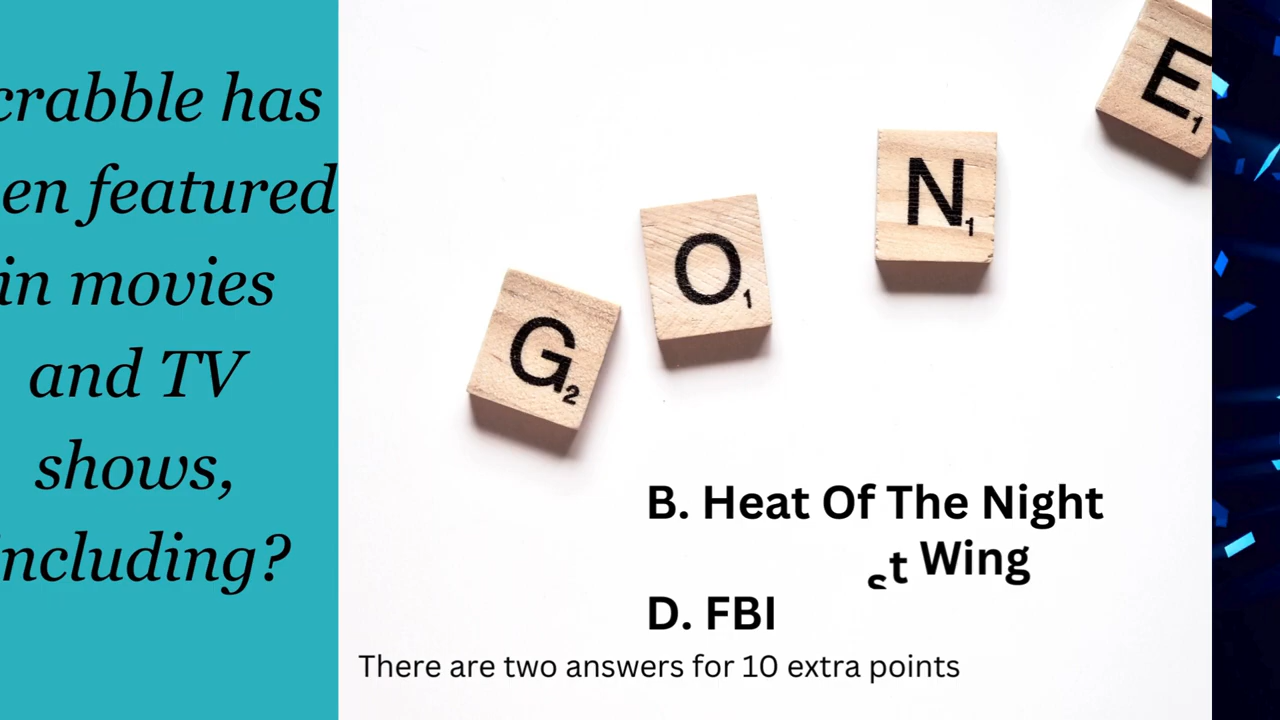 crabble has
en featured
in movies
and TV
shows,
ncluding?
G2
O1
N1
E1
B. Heat Of The Night
st Wing
D. FBI
There are two answers for 10 extra points